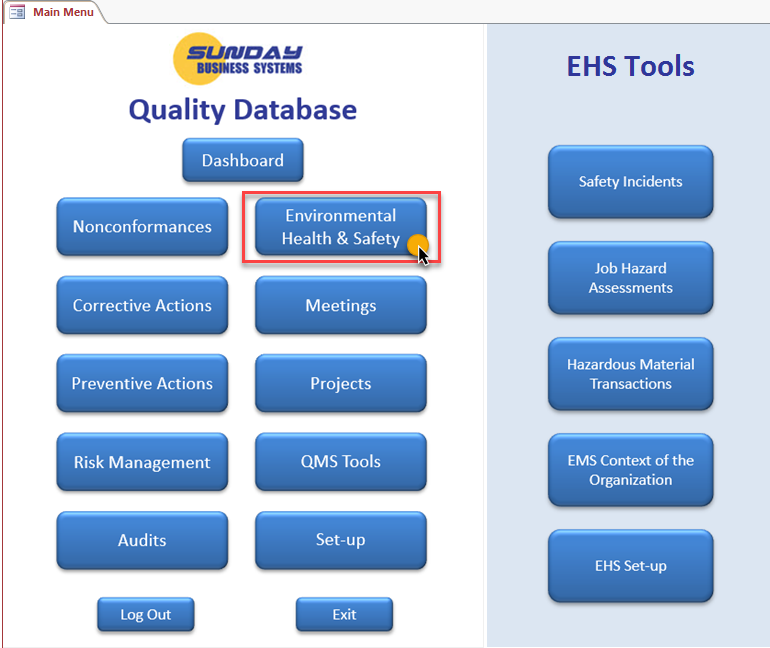 Main Menu
SUNDAY
BUSINESS SYSTEMS
Quality Database
Dashboard
Nonconformances
Environmental
Health & Safety
Corrective Actions
Meetings
Preventive Actions
Projects
Risk Management
QMS Tools
Audits
Set-up
Log Out
Exit
EHS Tools
Safety Incidents
Job Hazard
Assessments
Hazardous Material
Transactions
EMS Context of the
Organization
EHS Set-up